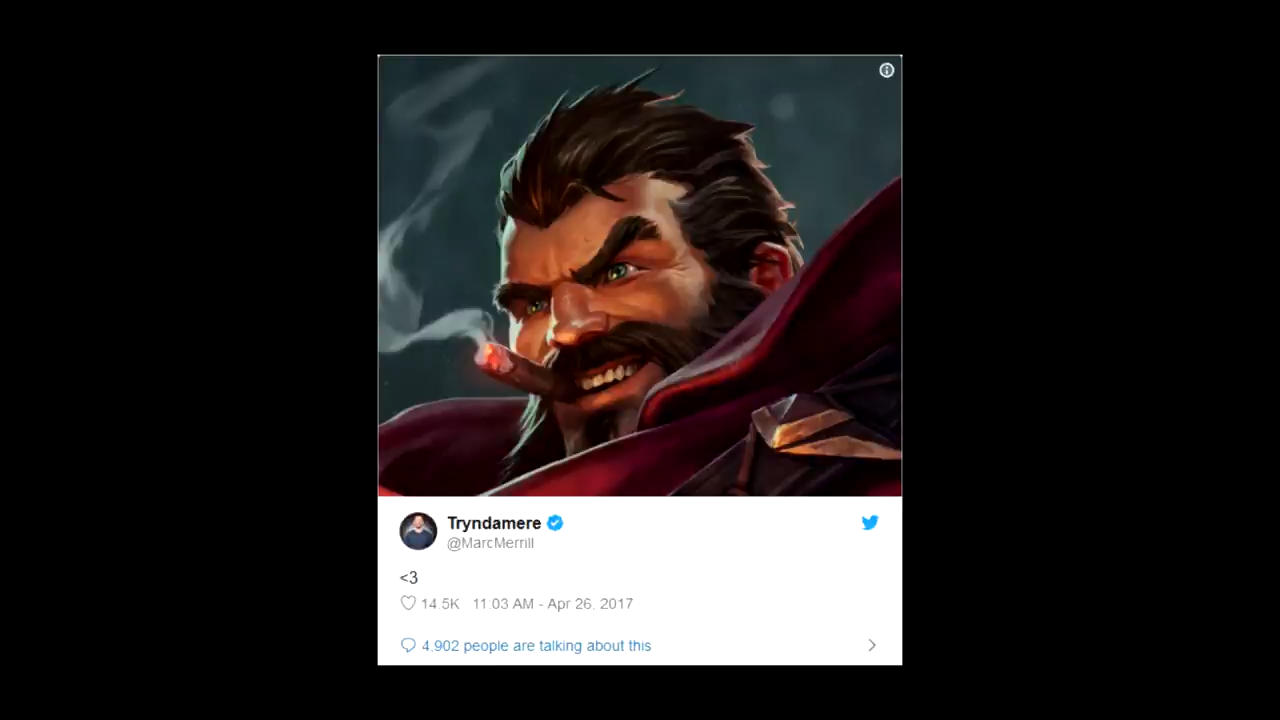 Tryndamere
@MarcMerrill
<3
14.5K 11:03 AM - Apr 26, 2017
4.902 people are talking about this